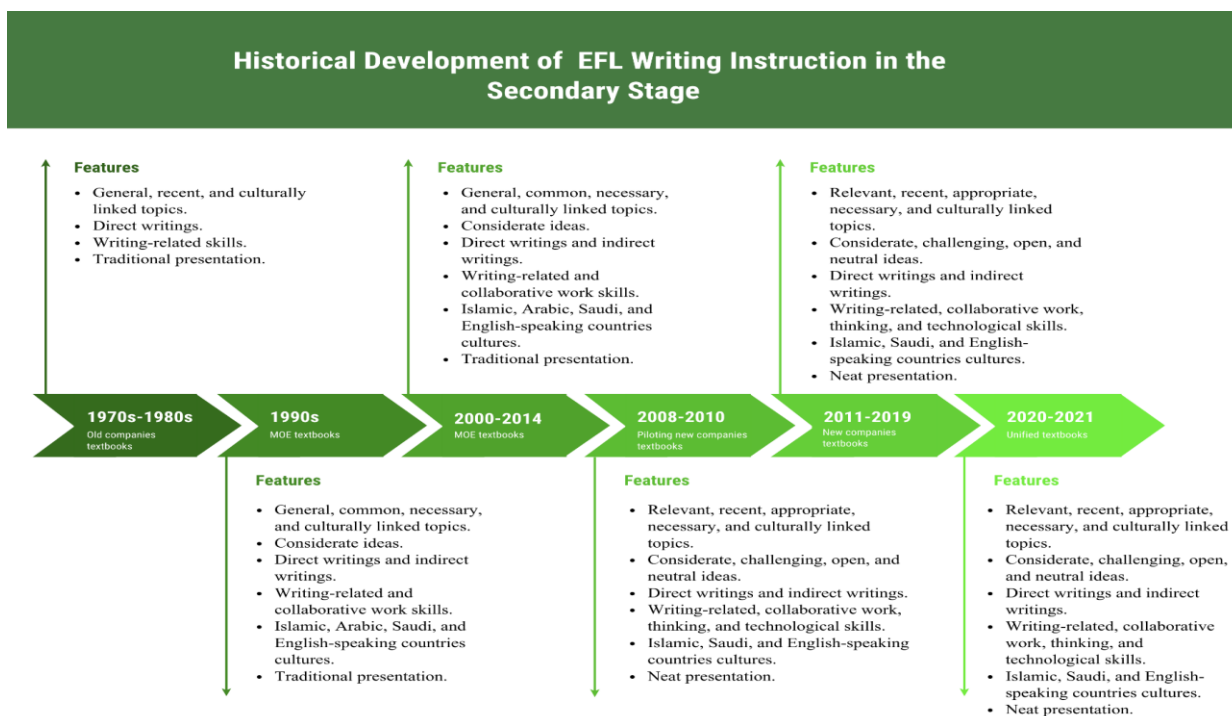 Historical Development of EFL Writing Instruction in the
Secondary Stage
Features
• General, recent, and culturally
linked topics.
• Direct writings.
• Writing-related skills.
• Traditional presentation.
Features
• General, common, necessary,
and culturally linked topics.
• Considerate ideas.
• Direct writings and indirect
writings.
• Writing-related and
collaborative work skills.
• Islamic, Arabic, Saudi, and
English-speaking countries
cultures.
• Traditional presentation.
Features
• Relevant, recent, appropriate,
necessary, and culturally linked
topics.
• Considerate, challenging, open, and
neutral ideas.
• Direct writings and indirect
writings.
• Writing-related, collaborative work,
thinking, and technological skills.
• Islamic, Saudi, and English-
speaking countries cultures.
• Neat presentation.
1970s-1980s
Old companies
textbooks
1990s
MOE textbooks
2000-2014
MOE textbooks
2008-2010
Piloting new companies
textbooks
2011-2019
New companies
textbooks
2020-2021
Unified textbooks
Features
• General, common, necessary,
and culturally linked topics.
• Considerate ideas.
• Direct writings and indirect
writings.
• Writing-related and
collaborative work skills.
• Islamic, Arabic, Saudi, and
English-speaking countries
cultures.
• Traditional presentation.
Features
• Relevant, recent, appropriate,
necessary, and culturally linked
topics.
• Considerate, challenging, open, and
neutral ideas.
• Direct writings and indirect writings.
• Writing-related, collaborative work,
thinking, and technological skills.
• Islamic, Saudi, and English-speaking
countries cultures.
• Neat presentation.
Features
• Relevant, recent, appropriate,
necessary, and culturally linked
topics.
• Considerate, challenging, open,
and neutral ideas.
• Direct writings and indirect
writings.
• Writing-related, collaborative
work, thinking, and
technological skills.
• Islamic, Saudi, and English-
speaking countries cultures.
• Neat presentation.